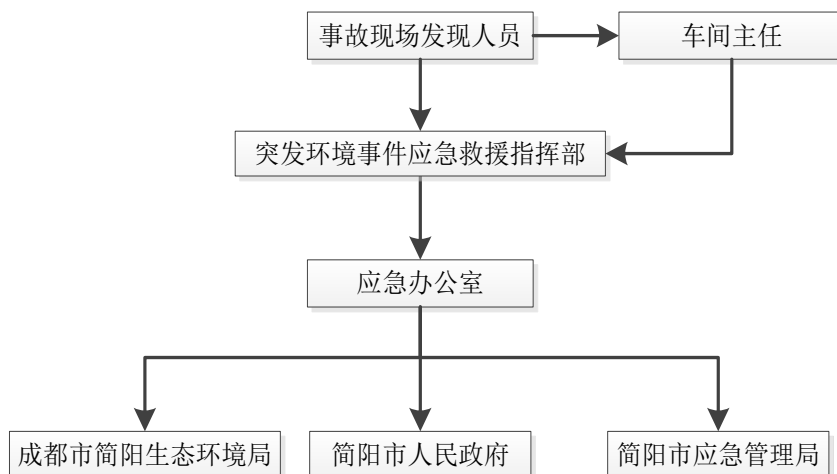 事故现场发现人员
车间主任
突发环境事件应急救援指挥部
应急办公室
成都市简阳生态环境局
简阳市人民政府
简阳市应急管理局